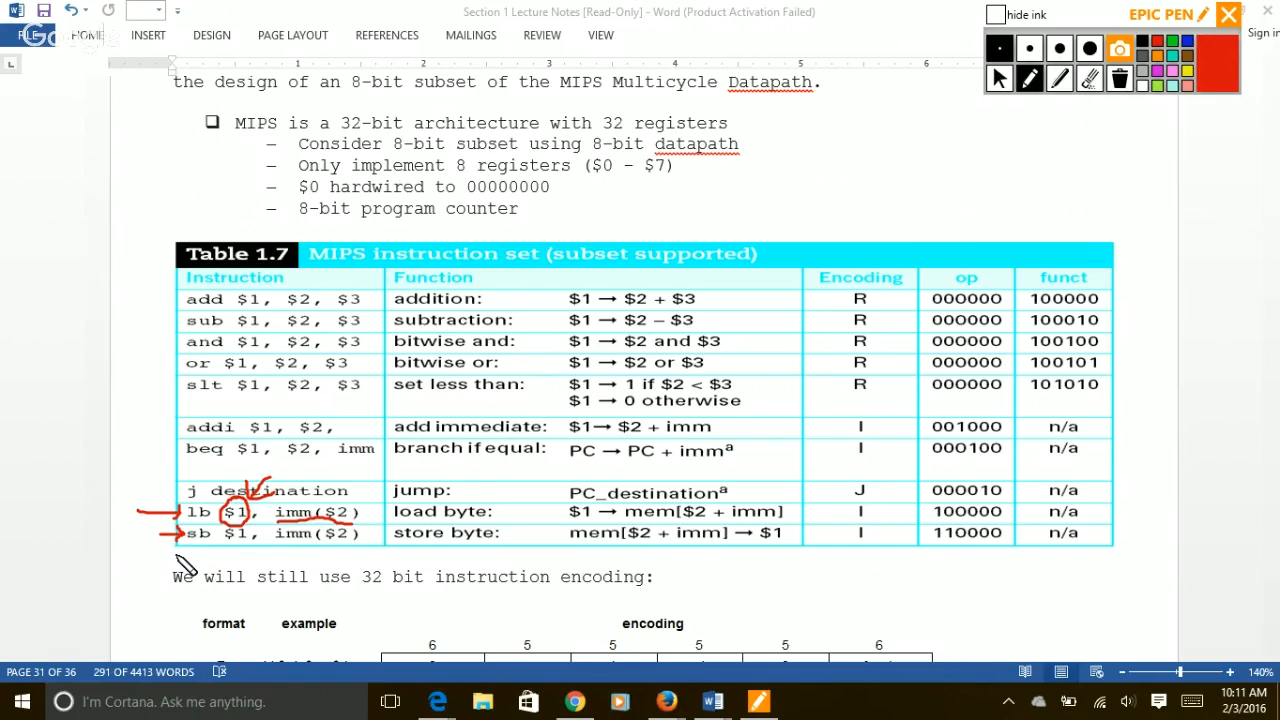 Section 1 Lecture Notes [Read-Only] - Word (Product Activation Failed)
hide ink
EPIC PEN
Sign in
FILE HOME INSERT DESIGN PAGE LAYOUT REFERENCES MAILINGS REVIEW VIEW
Google
1 2 3 4 5 6
the design of an 8-bit subset of the MIPS Multicycle Datapath.
MIPS is a 32-bit architecture with 32 registers
– Consider 8-bit subset using 8-bit datapath
– Only implement 8 registers ($0 – $7)
– $0 hardwired to 00000000
– 8-bit program counter
Table 1.7 MIPS instruction set (subset supported)
Instruction Function Encoding op funct
add $1, $2, $3 addition: $1 → $2 + $3 R 000000 100000
sub $1, $2, $3 subtraction: $1 → $2 – $3 R 000000 100010
and $1, $2, $3 bitwise and: $1 → $2 and $3 R 000000 100100
or $1, $2, $3 bitwise or: $1 → $2 or $3 R 000000 100101
slt $1, $2, $3 set less than: $1 → 1 if $2 < $3 R 000000 101010
$1 → 0 otherwise
addi $1, $2, add immediate: $1→ $2 + imm I 001000 n/a
beq $1, $2, imm branch if equal: PC → PC + immᵃ I 000100 n/a
j destination jump: PC_destinationᵃ J 000010 n/a
lb $1, imm($2) load byte: $1 → mem[$2 + imm] I 100000 n/a
sb $1, imm($2) store byte: mem[$2 + imm] → $1 I 110000 n/a
We will still use 32 bit instruction encoding:
format example encoding
6 5 5 5 5 6
PAGE 31 OF 36 291 OF 4413 WORDS
140%
I'm Cortana. Ask me anything.
10:11 AM
2/3/2016